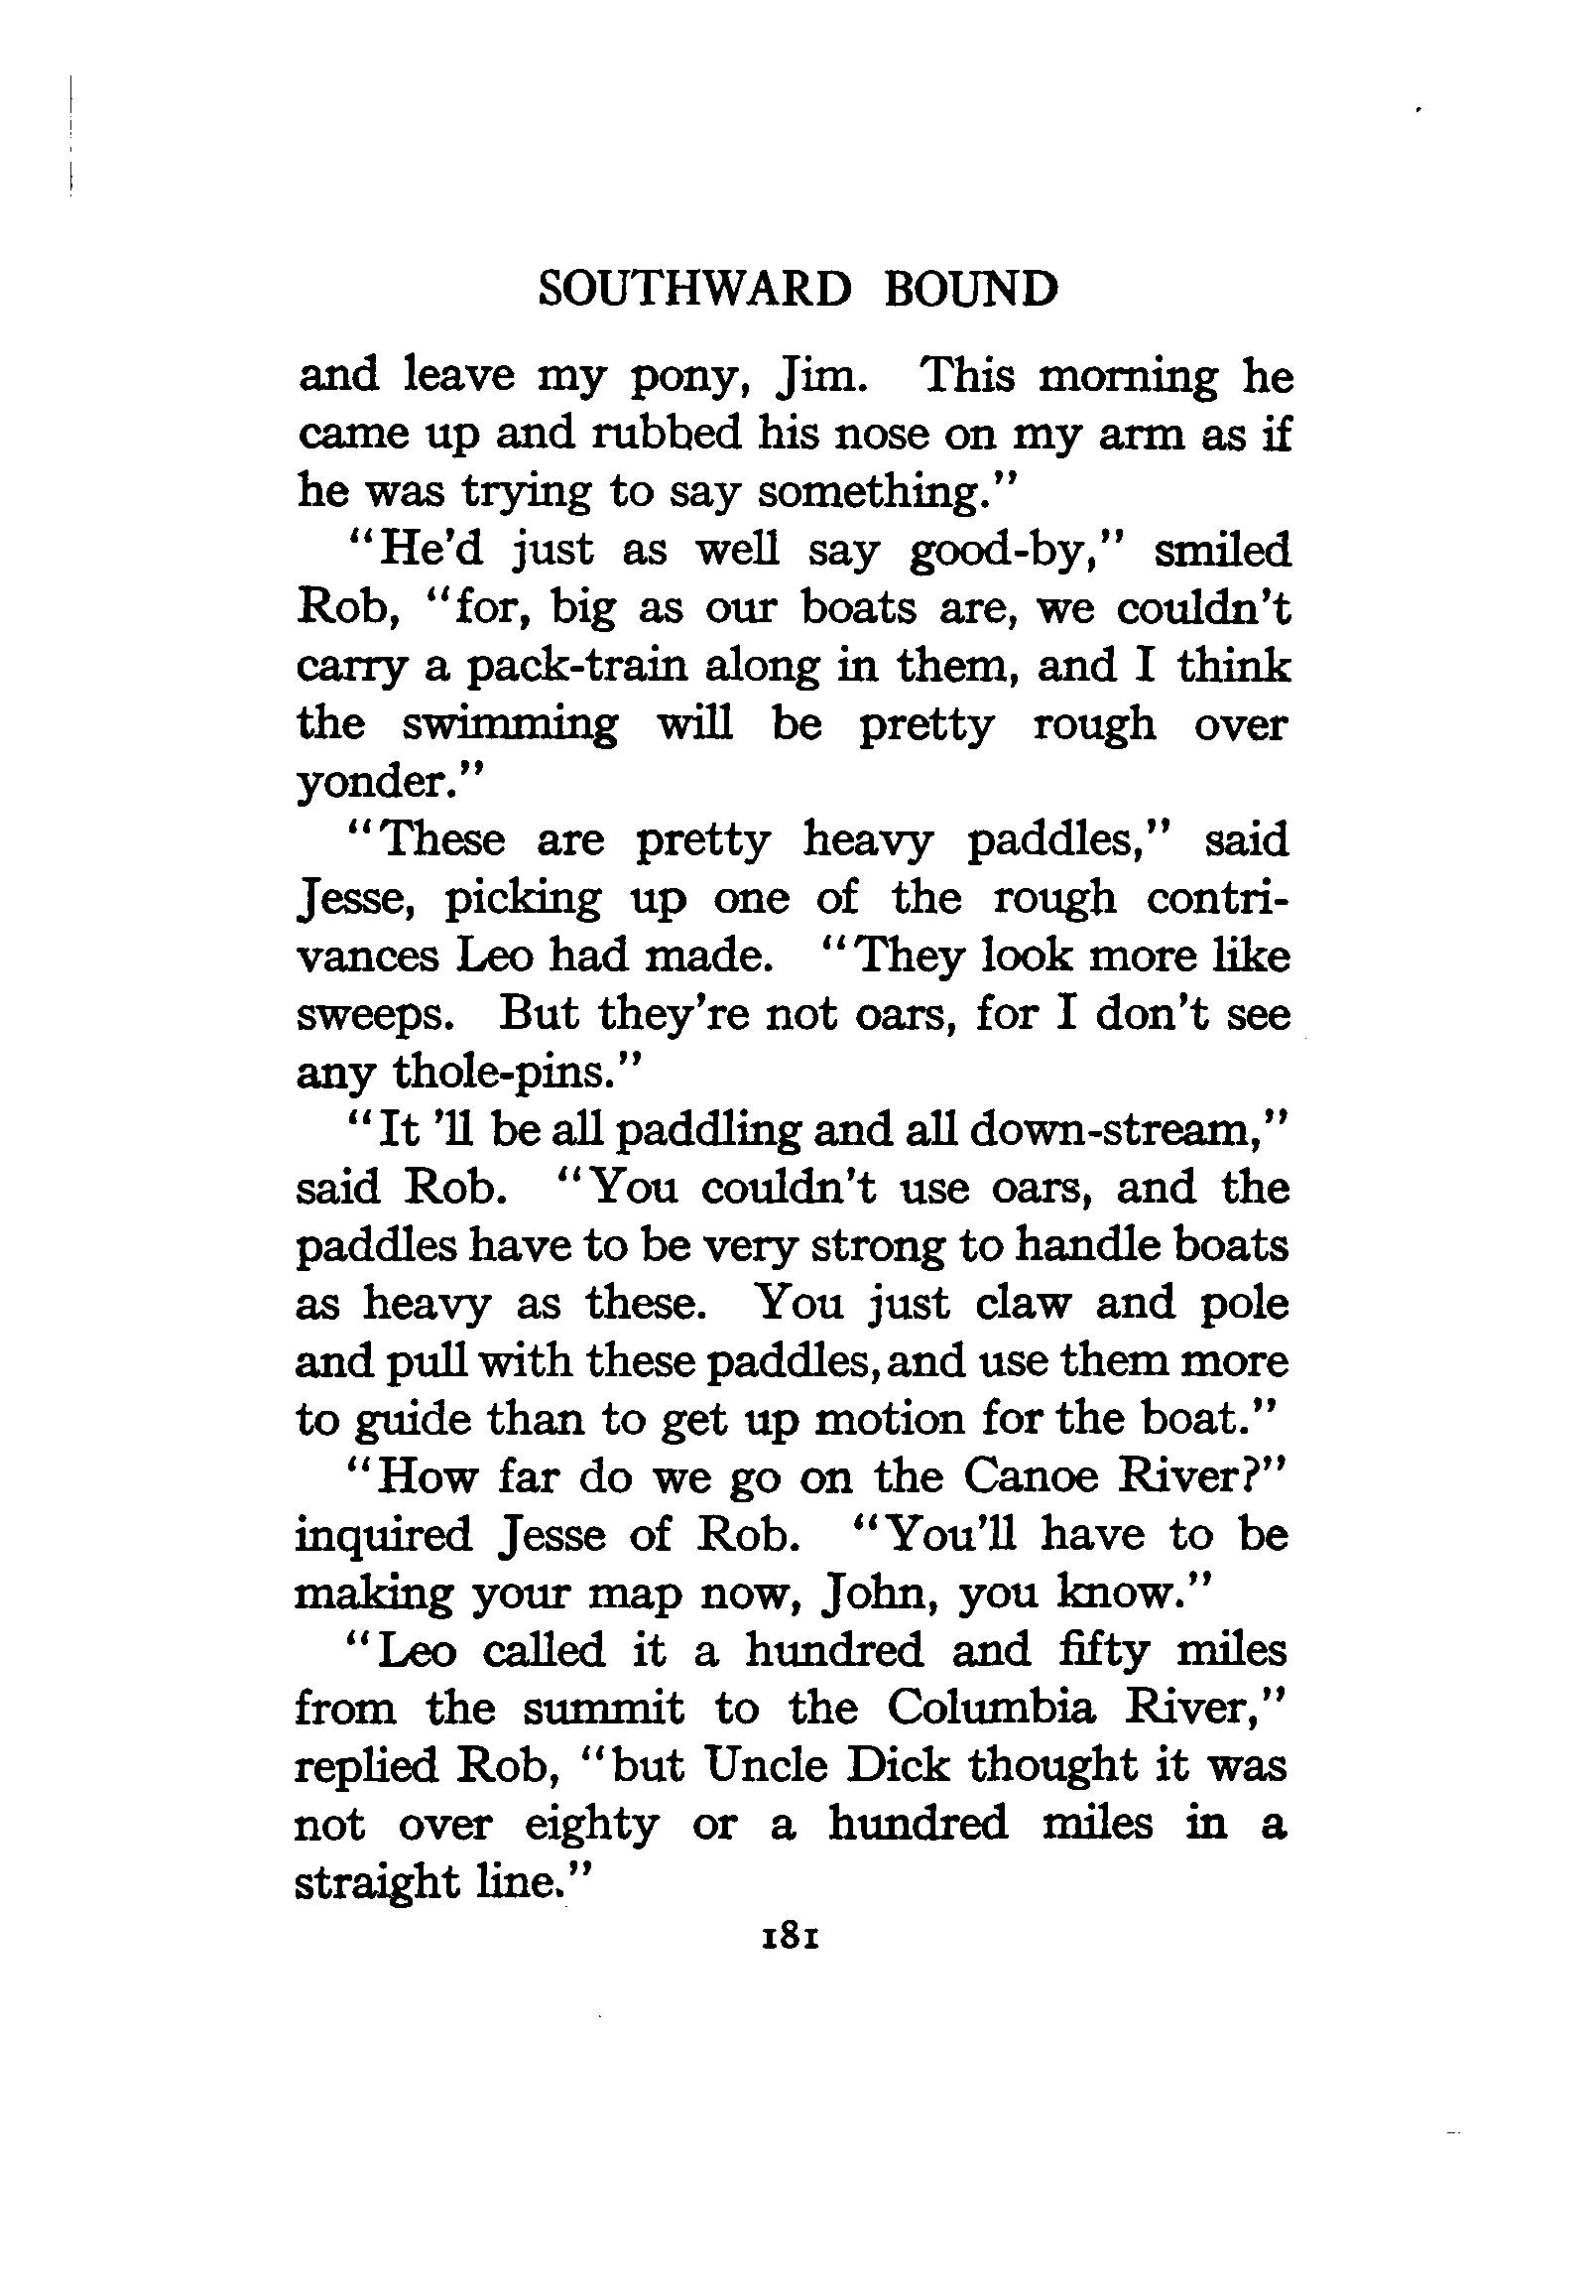 SOUTHWARD BOUND
and leave my pony, Jim. This morning he
came up and rubbed his nose on my arm as if
he was trying to say something."
"He'd just as well say good-by," smiled
Rob, "for, big as our boats are, we couldn't
carry a pack-train along in them, and I think
the swimming will be pretty rough over
yonder."
"These are pretty heavy paddles," said
Jesse, picking up one of the rough contri-
vances Leo had made. "They look more like
sweeps. But they're not oars, for I don't see
any thole-pins."
"It 'll be all paddling and all down-stream,"
said Rob. "You couldn't use oars, and the
paddles have to be very strong to handle boats
as heavy as these. You just claw and pole
and pull with these paddles, and use them more
to guide than to get up motion for the boat."
"How far do we go on the Canoe River?"
inquired Jesse of Rob. "You'll have to be
making your map now, John, you know."
"Leo called it a hundred and fifty miles
from the summit to the Columbia River,"
replied Rob, "but Uncle Dick thought it was
not over eighty or a hundred miles in a
straight line."
181